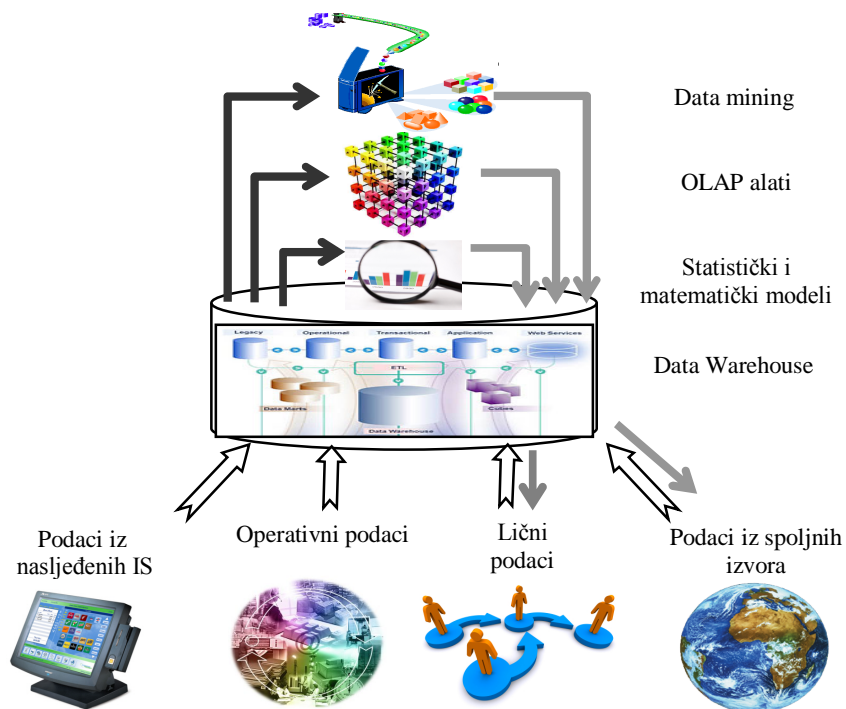 Data mining
OLAP alati
Statistički i
matematički modeli
Legacy
Operational
Transactional
Application
Web Services
ETL
Data Marts
Cubes
Data Warehouse
Data Warehouse
Podaci iz
nasljeđenih IS
Operativni podaci
Lični
podaci
Podaci iz spoljnih
izvora